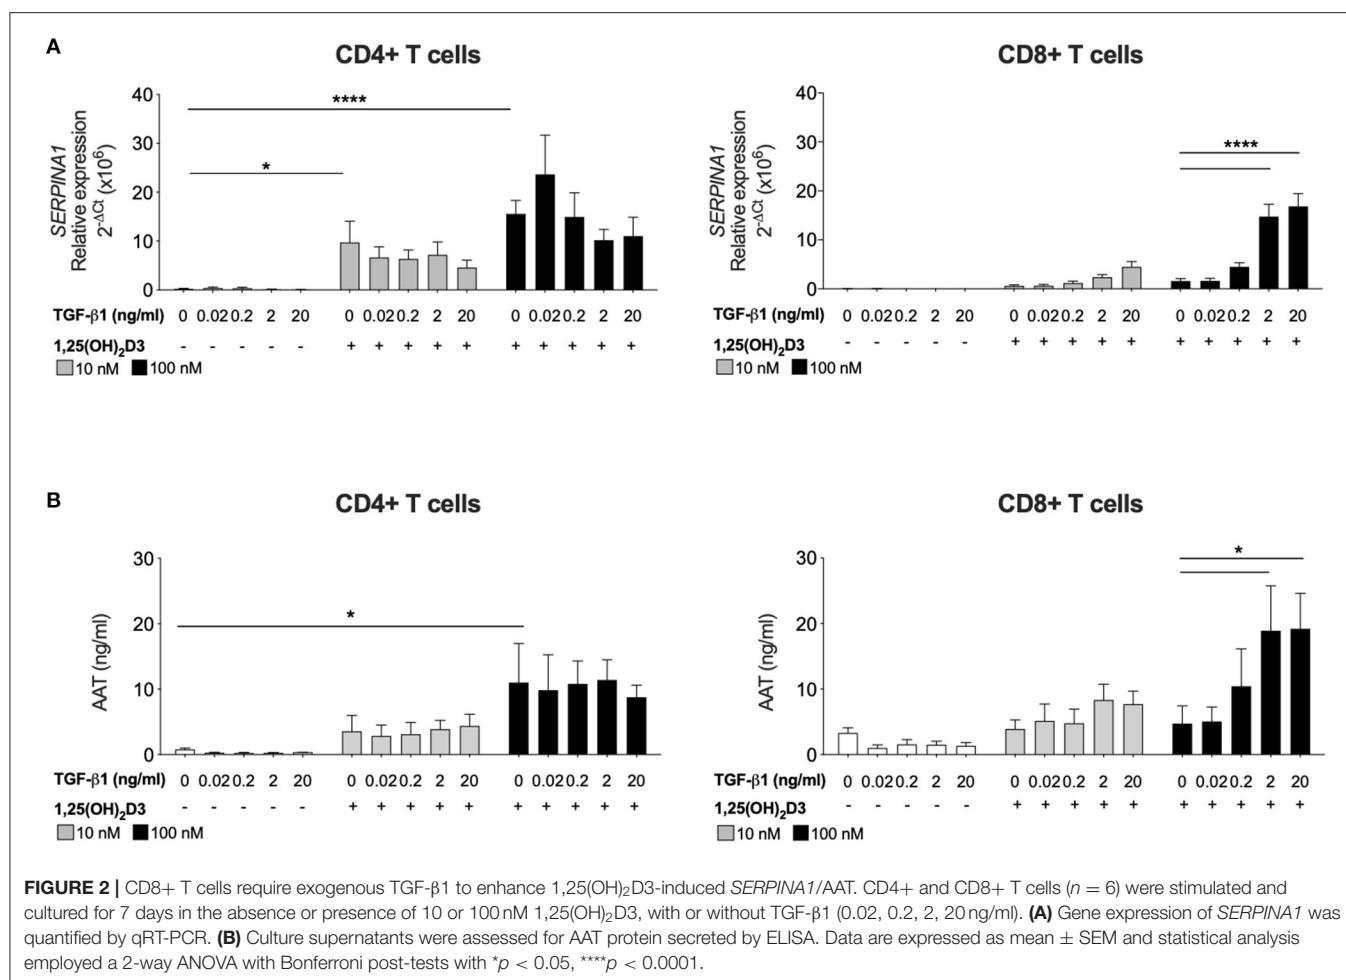 A
CD4+ T cells
CD8+ T cells
SERPINA1
Relative expression
2^-ΔCt (x10^6)
40
30
20
10
0
****
*
TGF-β1 (ng/ml) 0 0.02 0.2 2 20 0 0.02 0.2 2 20 0 0.02 0.2 2 20
1,25(OH)₂D3 - - - - - + + + + + + + + + +
10 nM 100 nM
SERPINA1
Relative expression
2^-ΔCt (x10^6)
40
30
20
10
0
****
TGF-β1 (ng/ml) 0 0.02 0.2 2 20 0 0.02 0.2 2 20 0 0.02 0.2 2 20
1,25(OH)₂D3 - - - - - + + + + + + + + + +
10 nM 100 nM
B
CD4+ T cells
CD8+ T cells
AAT (ng/ml)
30
20
10
0
*
TGF-β1 (ng/ml) 0 0.02 0.2 2 20 0 0.02 0.2 2 20 0 0.02 0.2 2 20
1,25(OH)₂D3 - - - - - + + + + + + + + + +
10 nM 100 nM
AAT (ng/ml)
30
20
10
0
*
TGF-β1 (ng/ml) 0 0.02 0.2 2 20 0 0.02 0.2 2 20 0 0.02 0.2 2 20
1,25(OH)₂D3 - - - - - + + + + + + + + + +
10 nM 100 nM
FIGURE 2 | CD8+ T cells require exogenous TGF-β1 to enhance 1,25(OH)₂D3-induced SERPINA1/AAT. CD4+ and CD8+ T cells (n = 6) were stimulated and
cultured for 7 days in the absence or presence of 10 or 100 nM 1,25(OH)₂D3, with or without TGF-β1 (0.02, 0.2, 2, 20 ng/ml). (A) Gene expression of SERPINA1 was
quantified by qRT-PCR. (B) Culture supernatants were assessed for AAT protein secreted by ELISA. Data are expressed as mean ± SEM and statistical analysis
employed a 2-way ANOVA with Bonferroni post-tests with *p < 0.05, ****p < 0.0001.